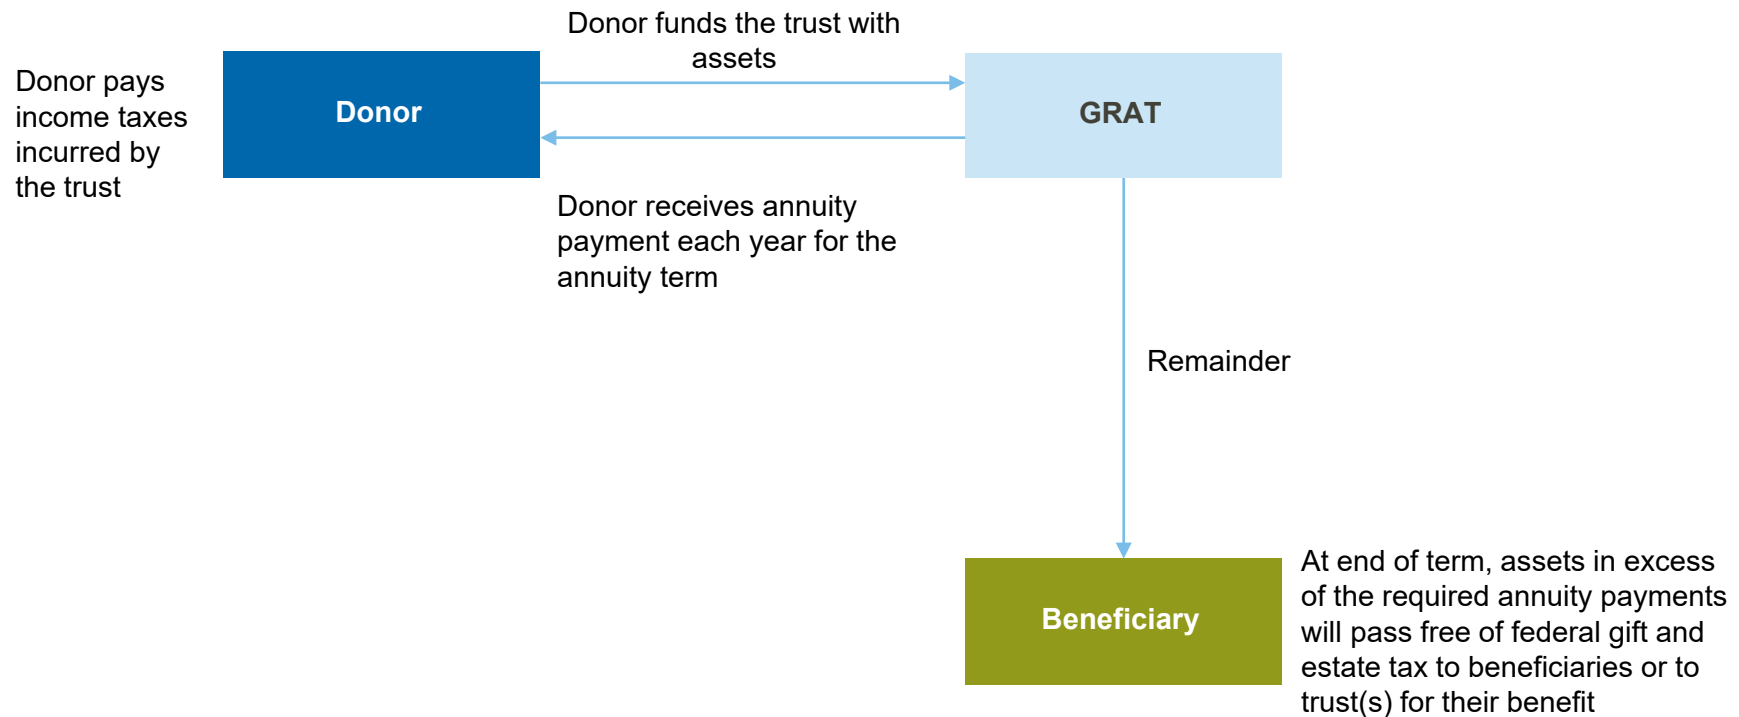 Donor funds the trust with
assets
Donor pays
income taxes
incurred by
the trust
Donor
GRAT
Donor receives annuity
payment each year for the
annuity term
Remainder
Beneficiary
At end of term, assets in excess
of the required annuity payments
will pass free of federal gift and
estate tax to beneficiaries or to
trust(s) for their benefit